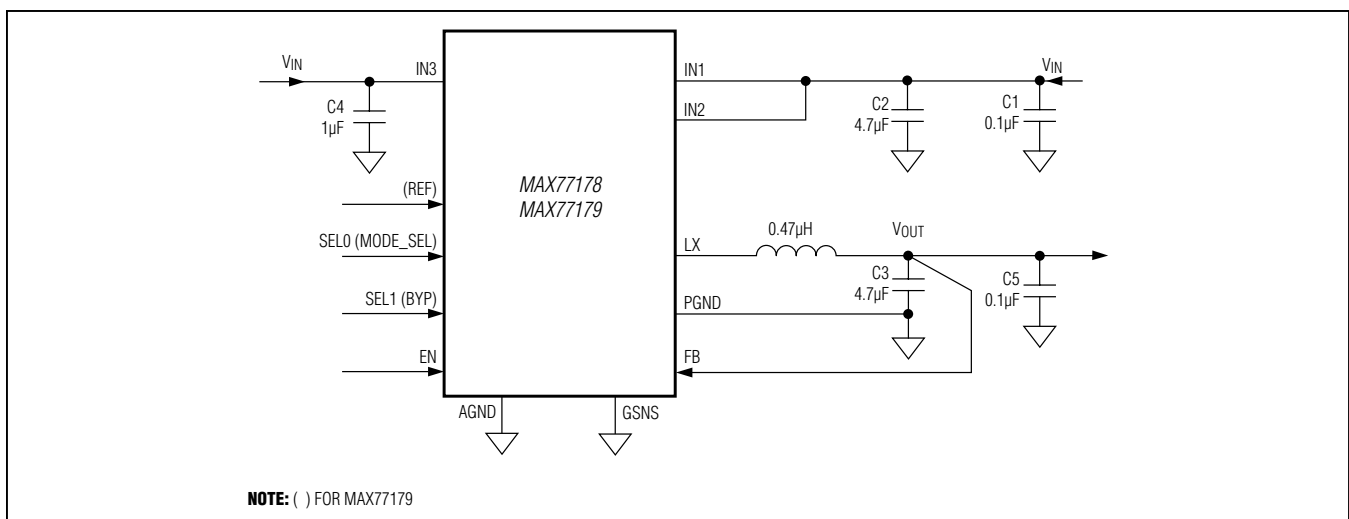 VIN
IN3
C4
1µF
(REF)
SEL0 (MODE_SEL)
SEL1 (BYP)
EN
MAX77178
MAX77179
AGND
GSNS
IN1
IN2
VIN
C2
4.7µF
C1
0.1µF
LX
0.47µH
VOUT
C3
4.7µF
C5
0.1µF
PGND
FB
NOTE: ( ) FOR MAX77179